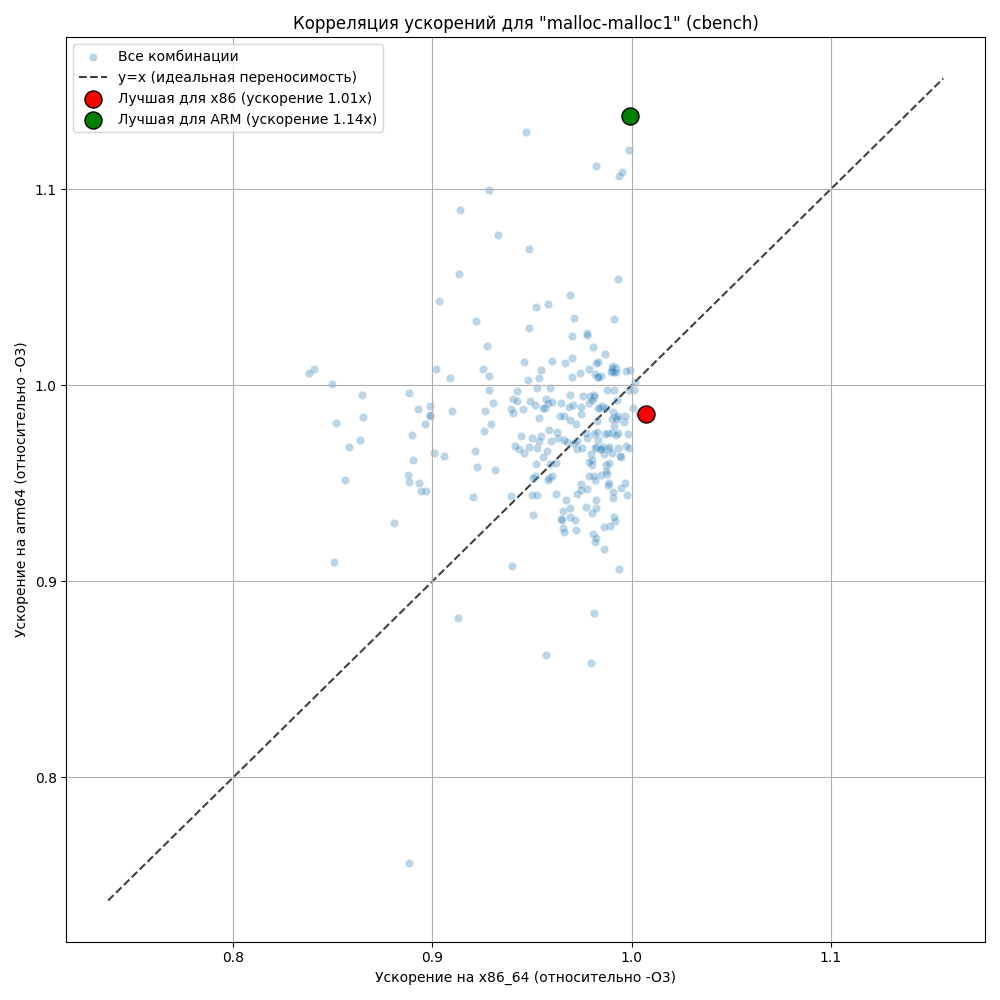 Корреляция ускорений для "malloc-malloc1" (cbench)
Все комбинации
y=x (идеальная переносимость)
Лучшая для x86 (ускорение 1.01x)
Лучшая для ARM (ускорение 1.14x)
Ускорение на arm64 (относительно -O3)
1.1
1.0
0.9
0.8
0.8
0.9
1.0
1.1
Ускорение на x86_64 (относительно -O3)